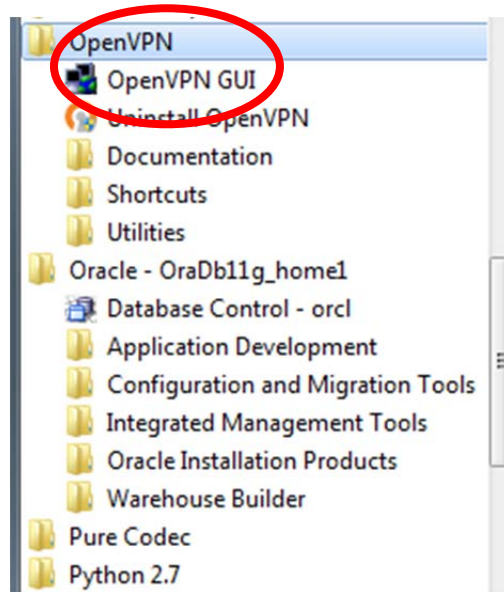 OpenVPN
OpenVPN GUI
Uninstall OpenVPN
Documentation
Shortcuts
Utilities
Oracle - OraDb11g_home1
Database Control - orcl
Application Development
Configuration and Migration Tools
Integrated Management Tools
Oracle Installation Products
Warehouse Builder
Pure Codec
Python 2.7